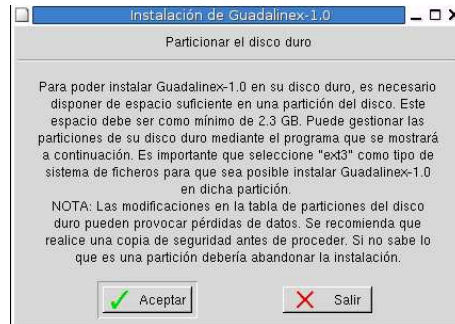 Instalación de Guadalinex-1.0
Particionar el disco duro
Para poder instalar Guadalinex-1.0 en su disco duro, es necesario
disponer de espacio suficiente en una partición del disco. Este
espacio debe ser como mínimo de 2.3 GB. Puede gestionar las
particiones de su disco duro mediante el programa que se mostrará
a continuación. Es importante que seleccione "ext3" como tipo de
sistema de ficheros para que sea posible instalar Guadalinex-1.0
en dicha partición.
NOTA: Las modificaciones en la tabla de particiones del disco
duro pueden provocar pérdidas de datos. Se recomienda que
realice una copia de seguridad antes de proceder. Si no sabe lo
que es una partición debería abandonar la instalación.
Aceptar
Salir